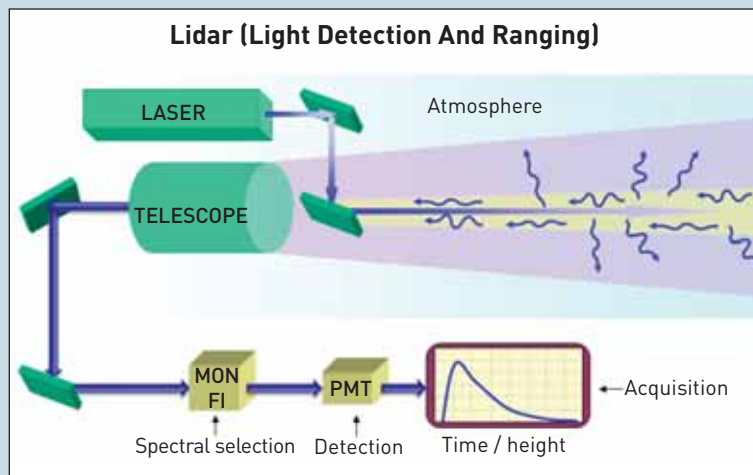 Lidar (Light Detection And Ranging)
LASER
Atmosphere
TELESCOPE
MON
FI
PMT
Acquisition
Spectral selection
Detection
Time / height